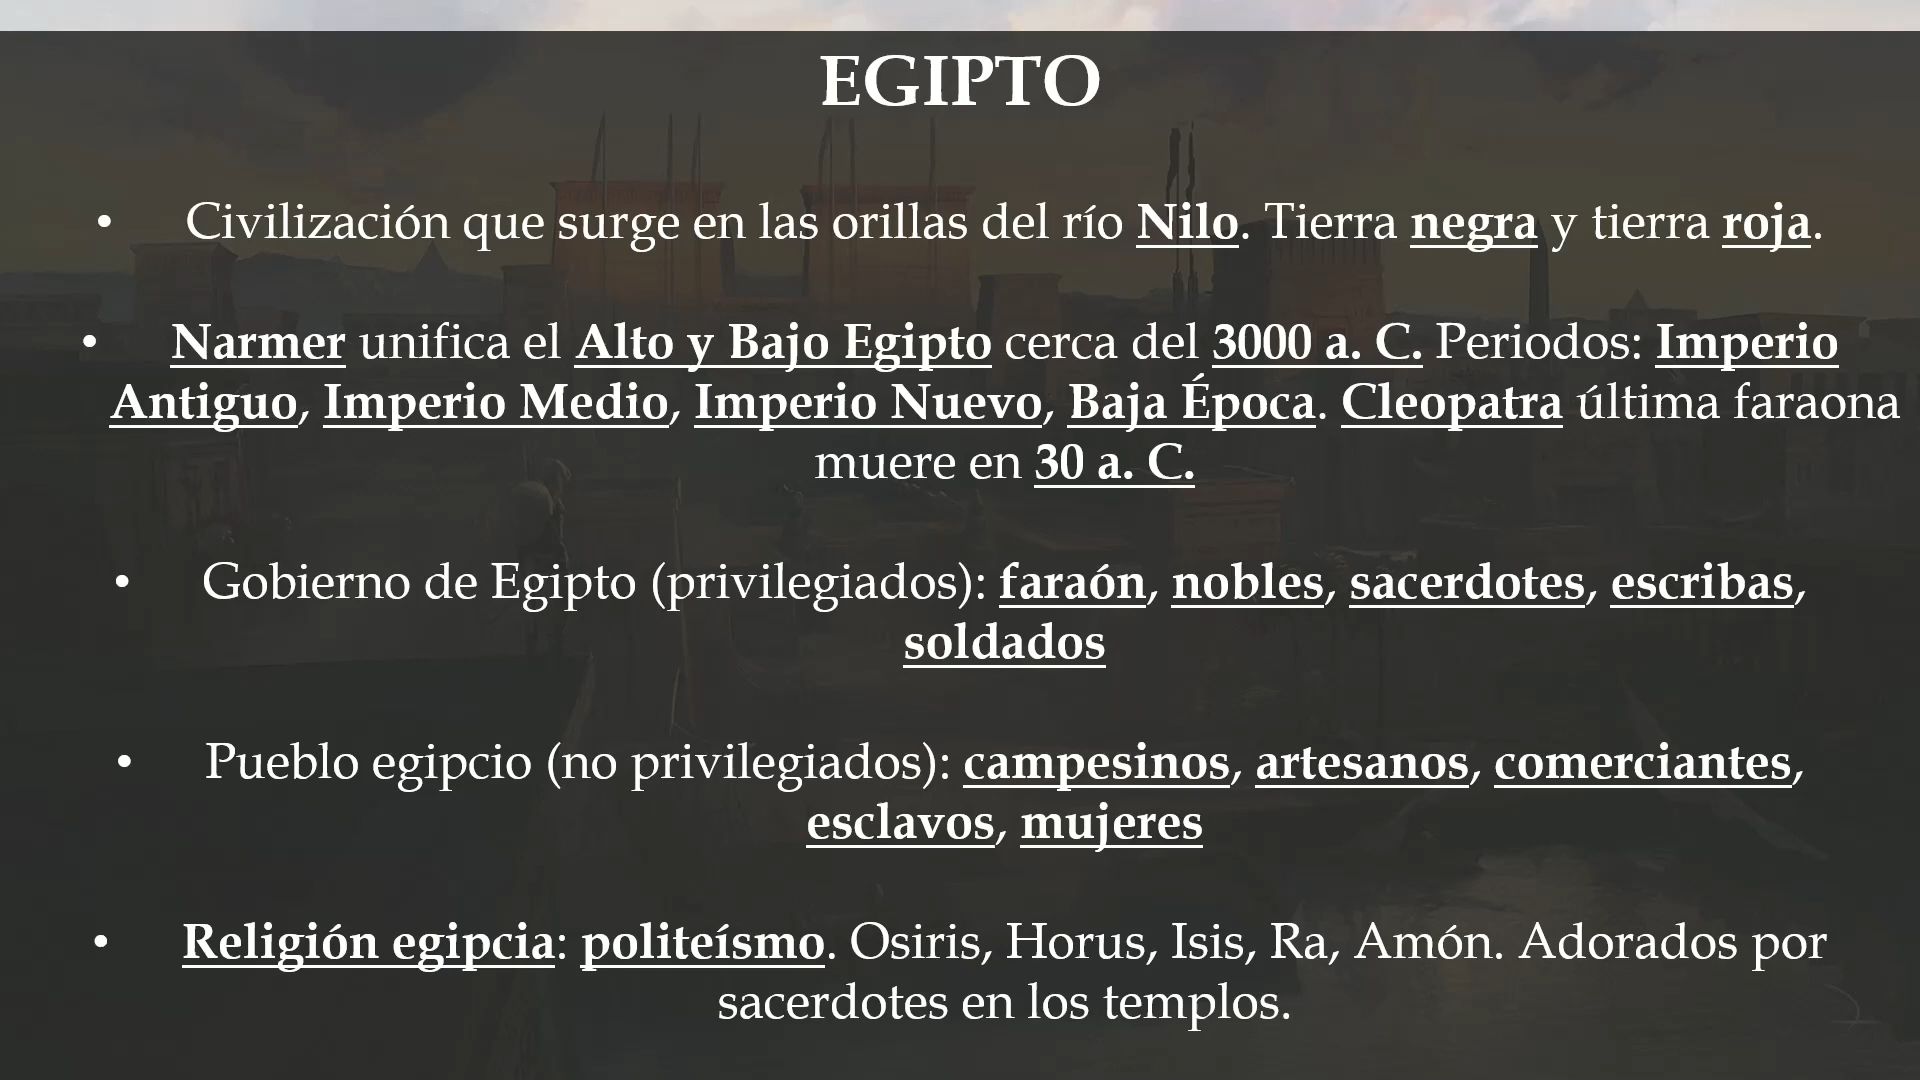 EGIPTO
• Civilización que surge en las orillas del río Nilo. Tierra negra y tierra roja.
• Narmer unifica el Alto y Bajo Egipto cerca del 3000 a. C. Periodos: Imperio
Antiguo, Imperio Medio, Imperio Nuevo, Baja Época. Cleopatra última faraona
muere en 30 a. C.
• Gobierno de Egipto (privilegiados): faraón, nobles, sacerdotes, escribas,
soldados
• Pueblo egipcio (no privilegiados): campesinos, artesanos, comerciantes,
esclavos, mujeres
• Religión egipcia: politeísmo. Osiris, Horus, Isis, Ra, Amón. Adorados por
sacerdotes en los templos.